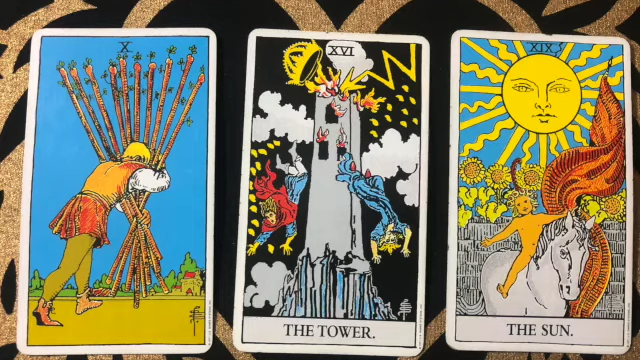 X
XVI
THE TOWER.
XIX
THE SUN.